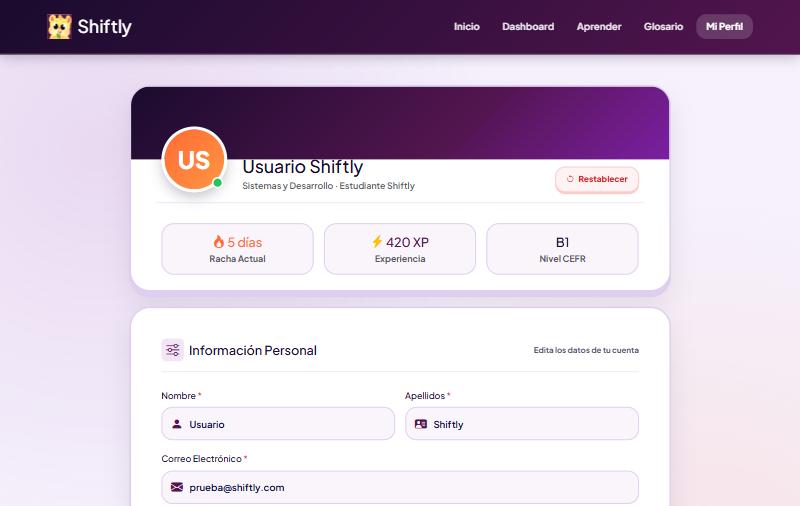 Shiftly
Inicio Dashboard Aprender Glosario Mi Perfil
US
Usuario Shiftly
Sistemas y Desarrollo · Estudiante Shiftly
Restablecer
5 días
Racha Actual
420 XP
Experiencia
B1
Nivel CEFR
Información Personal
Edita los datos de tu cuenta
Nombre *
Usuario
Apellidos *
Shiftly
Correo Electrónico *
prueba@shiftly.com